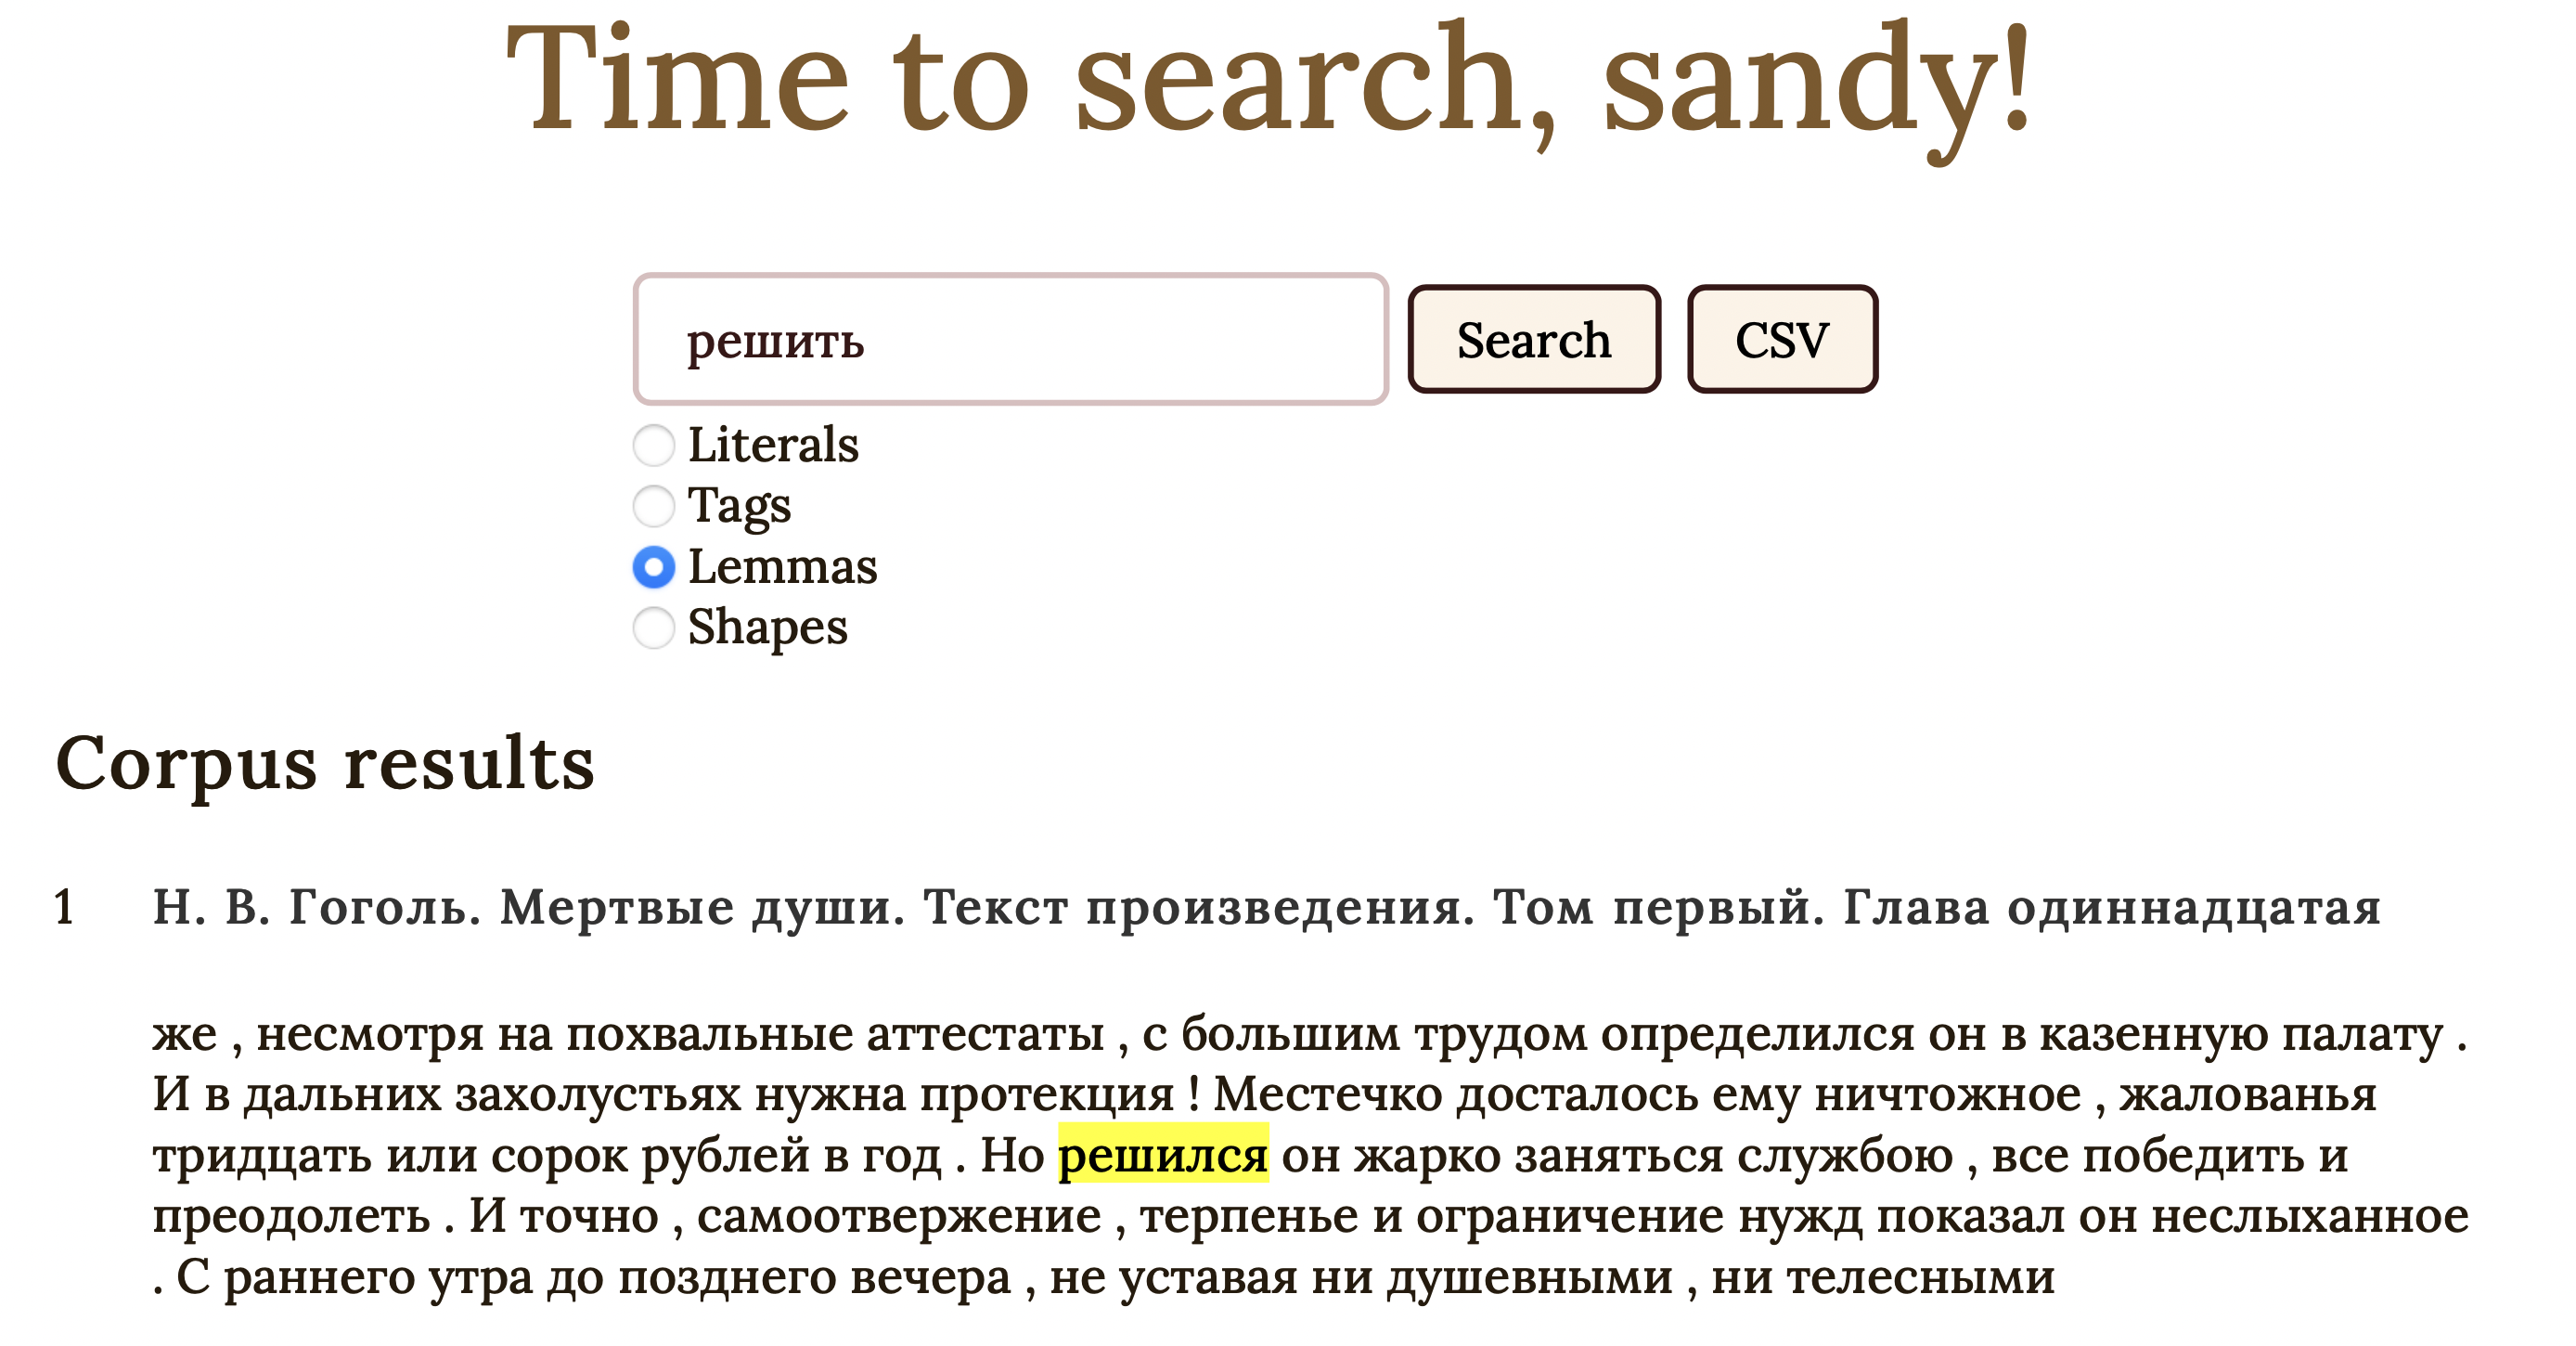 Time to search, sandy!
решить
Search
CSV
Literals
Tags
Lemmas
Shapes
Corpus results
1 Н. В. Гоголь. Мертвые души. Текст произведения. Том первый. Глава одиннадцатая
же , несмотря на похвальные аттестаты , с большим трудом определился он в казенную палату .
И в дальних захолустьях нужна протекция ! Местечко досталось ему ничтожное , жалованья
тридцать или сорок рублей в год . Но решился он жарко заняться службою , все победить и
преодолеть . И точно , самоотвержение , терпенье и ограничение нужд показал он неслыханное
. С раннего утра до позднего вечера , не уставая ни душевными , ни телесными